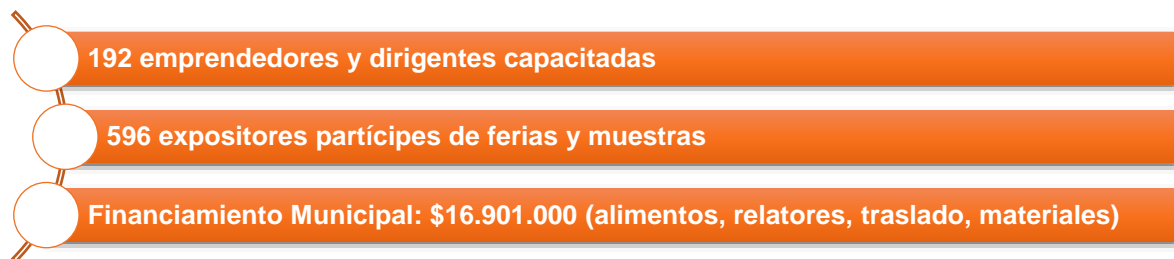 192 emprendedores y dirigentes capacitadas
596 expositores partícipes de ferias y muestras
Financiamiento Municipal: $16.901.000 (alimentos, relatores, traslado, materiales)